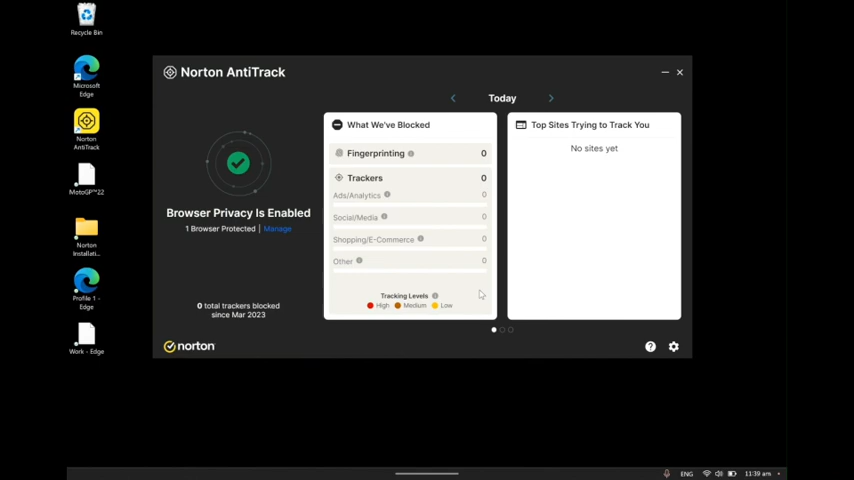 Recycle Bin
Microsoft
Edge
Norton
AntiTrack
MotoGP™22
Norton
Installati...
Profile 1 -
Edge
Work - Edge
Norton AntiTrack
Today
Browser Privacy Is Enabled
1 Browser Protected | Manage
0 total trackers blocked
since Mar 2023
norton
What We've Blocked
Fingerprinting 0
Trackers 0
Ads/Analytics 0
Social/Media 0
Shopping/E-Commerce 0
Other 0
Tracking Levels
High Medium Low
Top Sites Trying to Track You
No sites yet
ENG
11:39 am